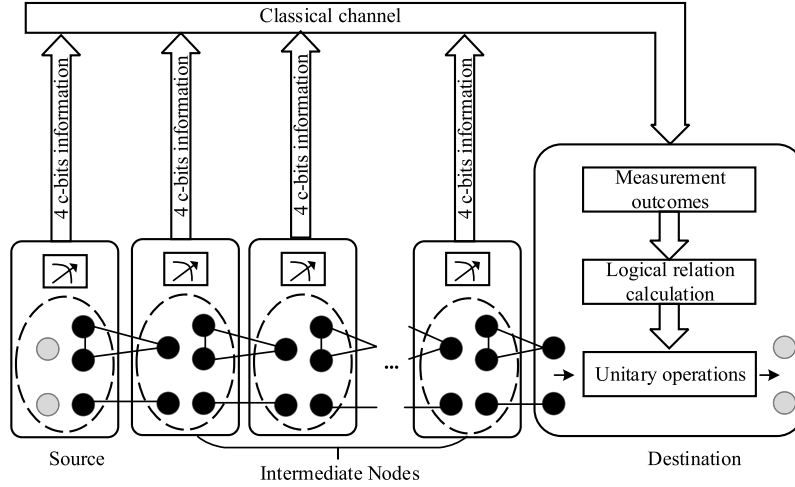 Classical channel
4 c-bits information
4 c-bits information
4 c-bits information
4 c-bits information
Measurement
outcomes
Logical relation
calculation
...
Unitary operations
Source
Intermediate Nodes
Destination